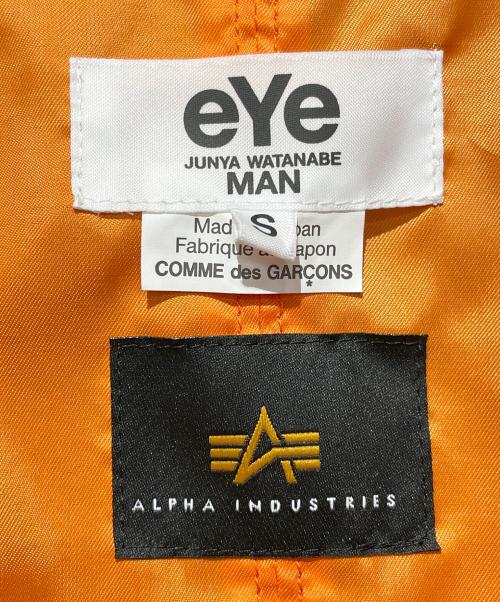 eYe
JUNYA WATANABE
MAN
S
Mad pan
Fabrique a apon
COMME des GARÇONS
*
ALPHA INDUSTRIES